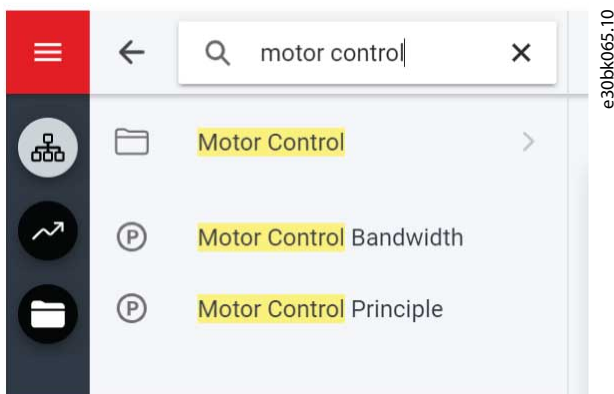 motor control
Motor Control
P Motor Control Bandwidth
P Motor Control Principle
e30bk065.10